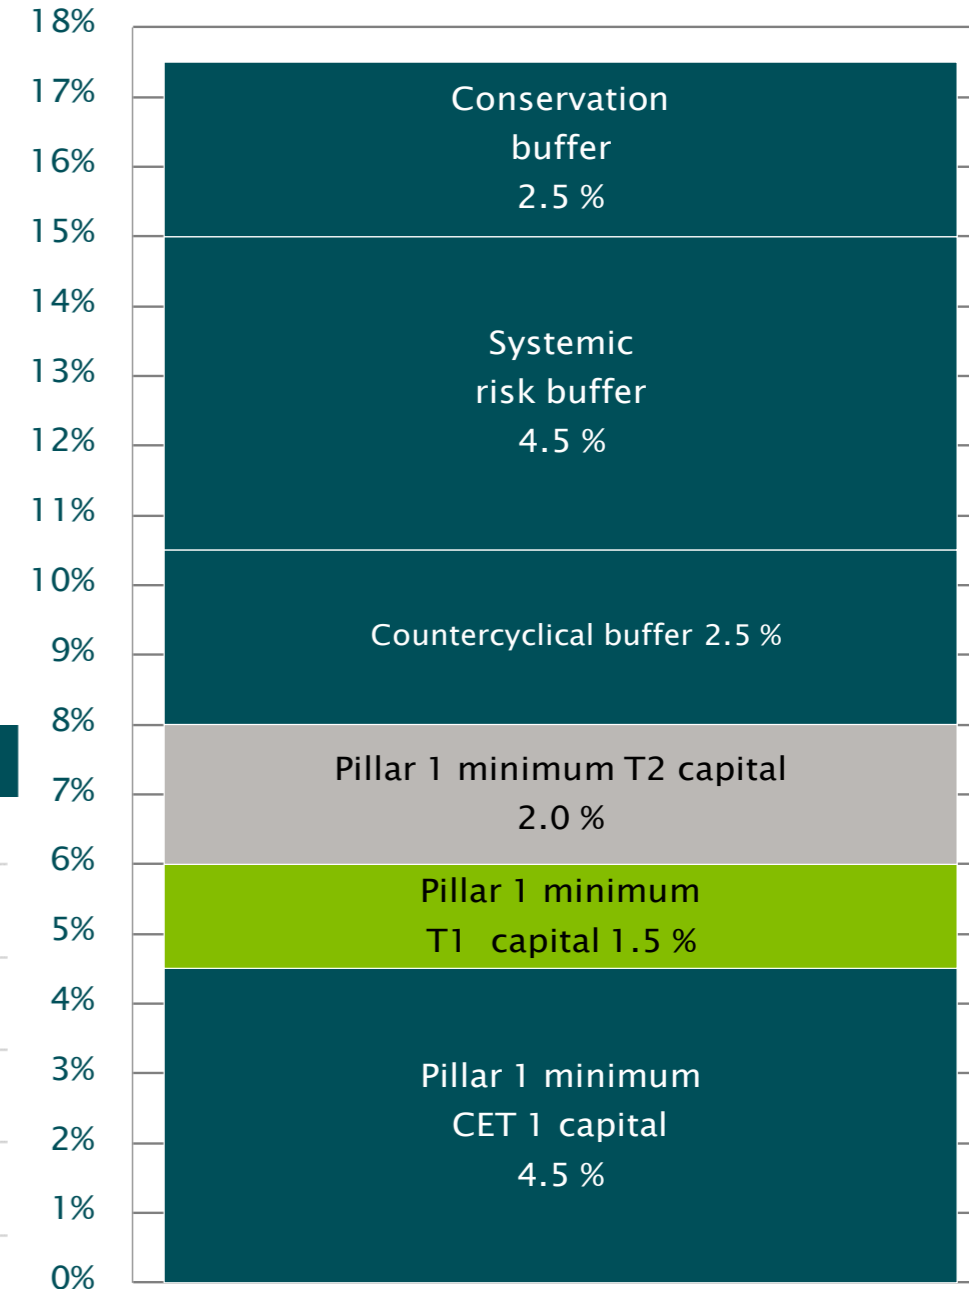 18%
17%
16%
15%
14%
13%
12%
11%
10%
9%
8%
7%
6%
5%
4%
3%
2%
1%
0%
Conservation
buffer
2.5 %
Systemic
risk buffer
4.5 %
Countercyclical buffer 2.5 %
Pillar 1 minimum T2 capital
2.0 %
Pillar 1 minimum
T1 capital 1.5 %
Pillar 1 minimum
CET 1 capital
4.5 %